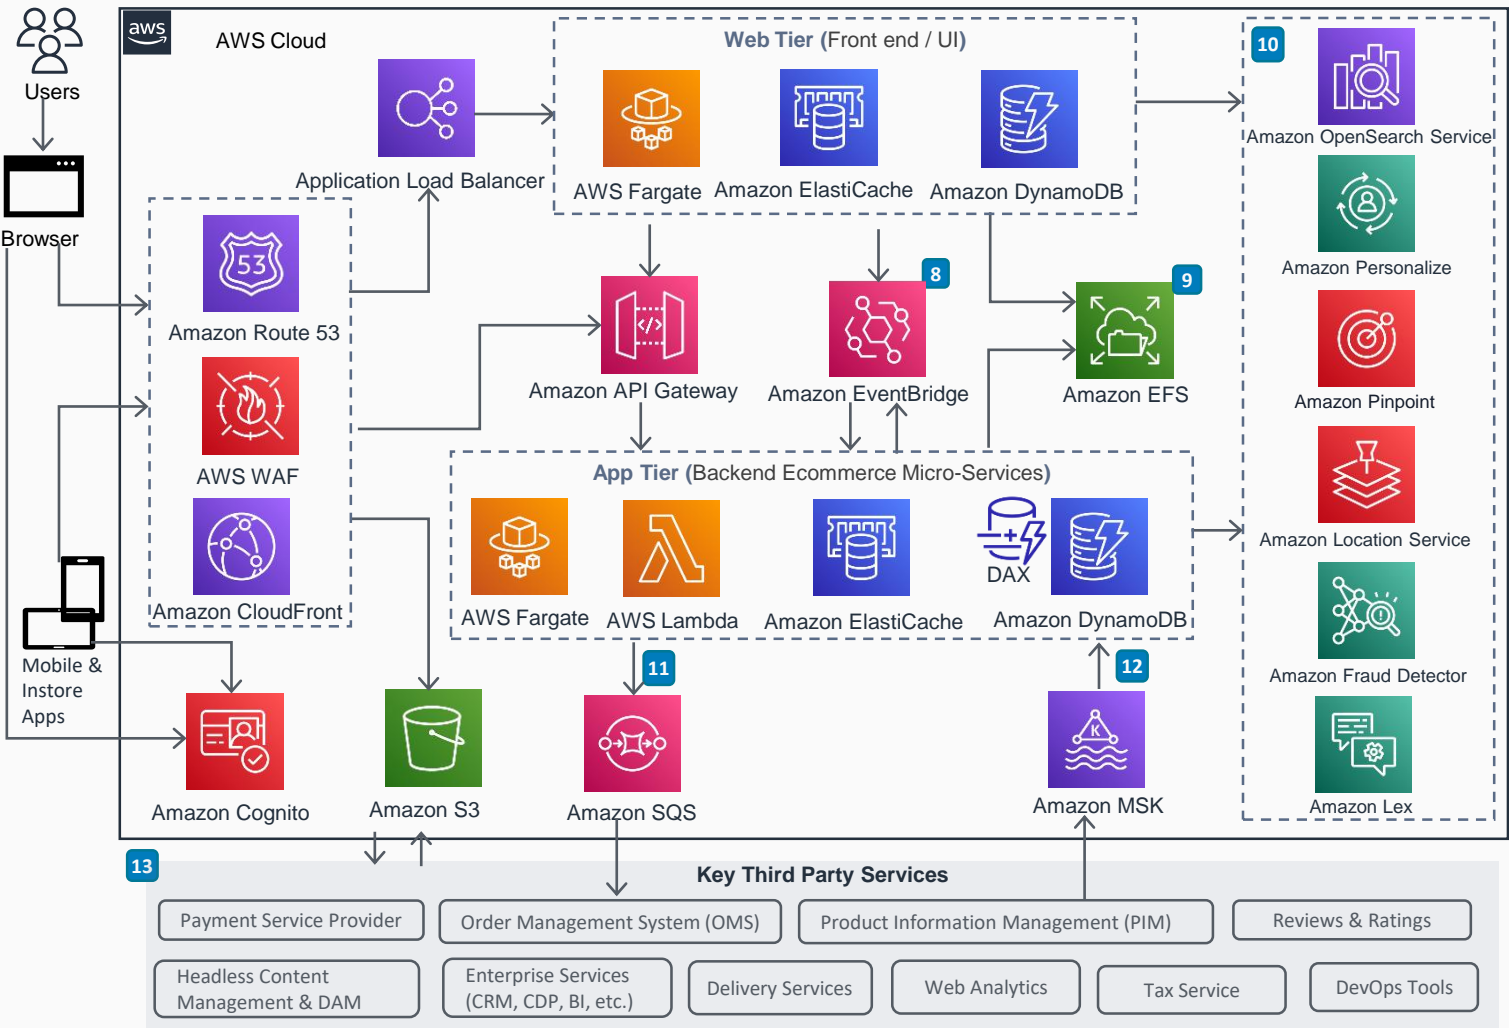 aws
AWS Cloud
Users
Browser
Mobile &
Instore
Apps
Application Load Balancer
Web Tier (Front end / UI)
AWS Fargate
Amazon ElastiCache
Amazon DynamoDB
53
Amazon Route 53
AWS WAF
Amazon CloudFront
</>
Amazon API Gateway
8
Amazon EventBridge
9
Amazon EFS
App Tier (Backend Ecommerce Micro-Services)
AWS Fargate
AWS Lambda
Amazon ElastiCache
DAX
Amazon DynamoDB
10
Amazon OpenSearch Service
Amazon Personalize
Amazon Pinpoint
Amazon Location Service
Amazon Fraud Detector
Amazon Lex
Amazon Cognito
Amazon S3
11
Amazon SQS
12
K
Amazon MSK
13
Key Third Party Services
Payment Service Provider
Order Management System (OMS)
Product Information Management (PIM)
Reviews & Ratings
Headless Content
Management & DAM
Enterprise Services
(CRM, CDP, BI, etc.)
Delivery Services
Web Analytics
Tax Service
DevOps Tools